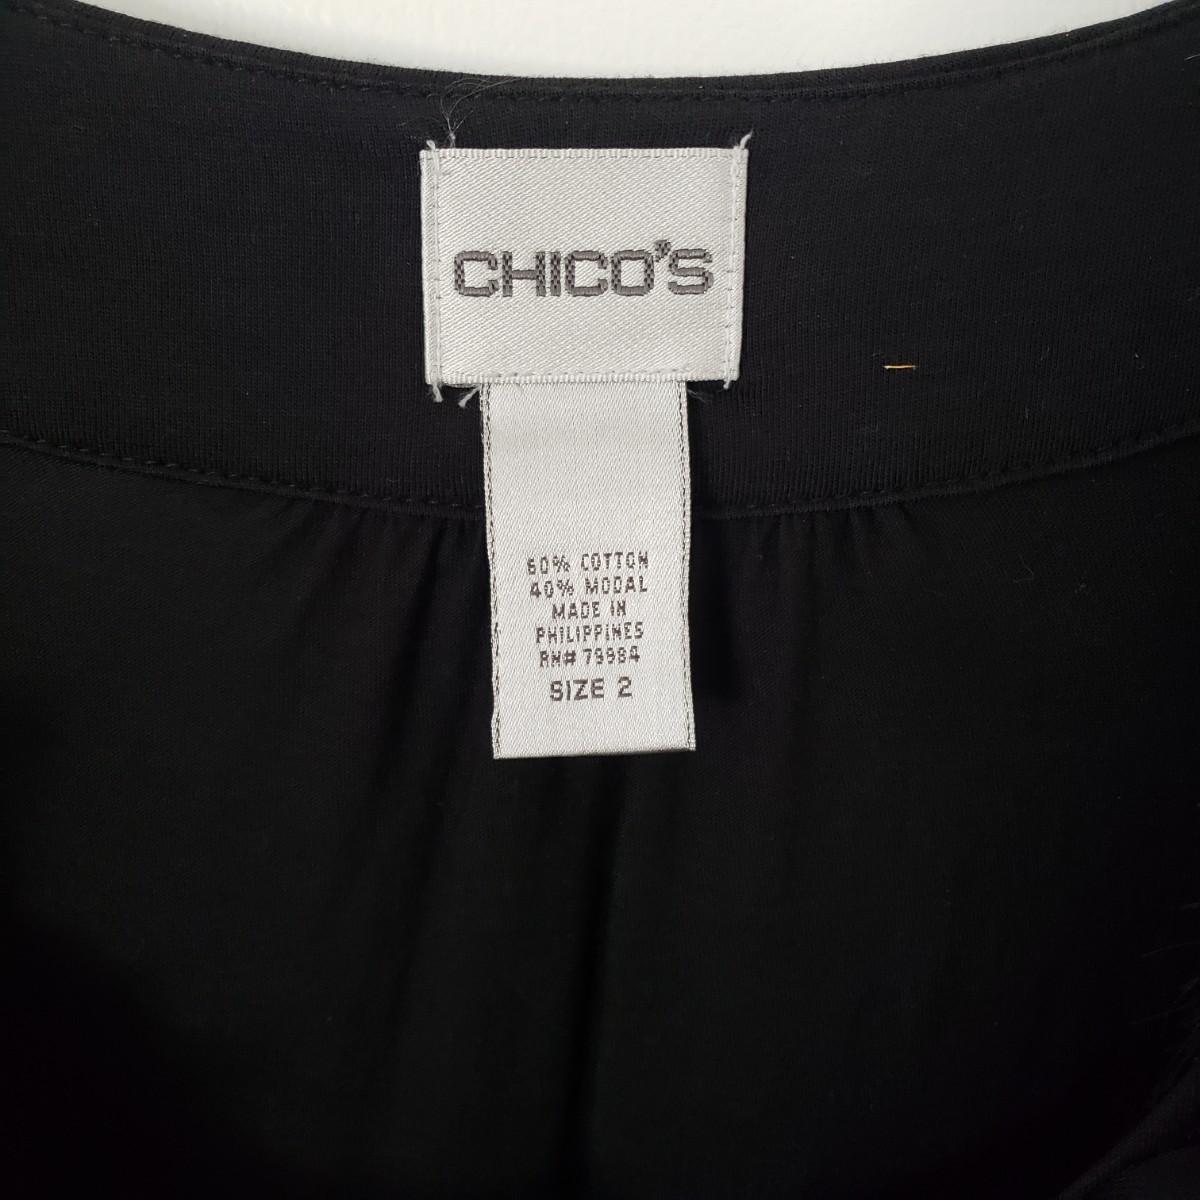 CHICO'S
60% COTTON
40% MODAL
MADE IN
PHILIPPINES
RN# 79984
SIZE 2